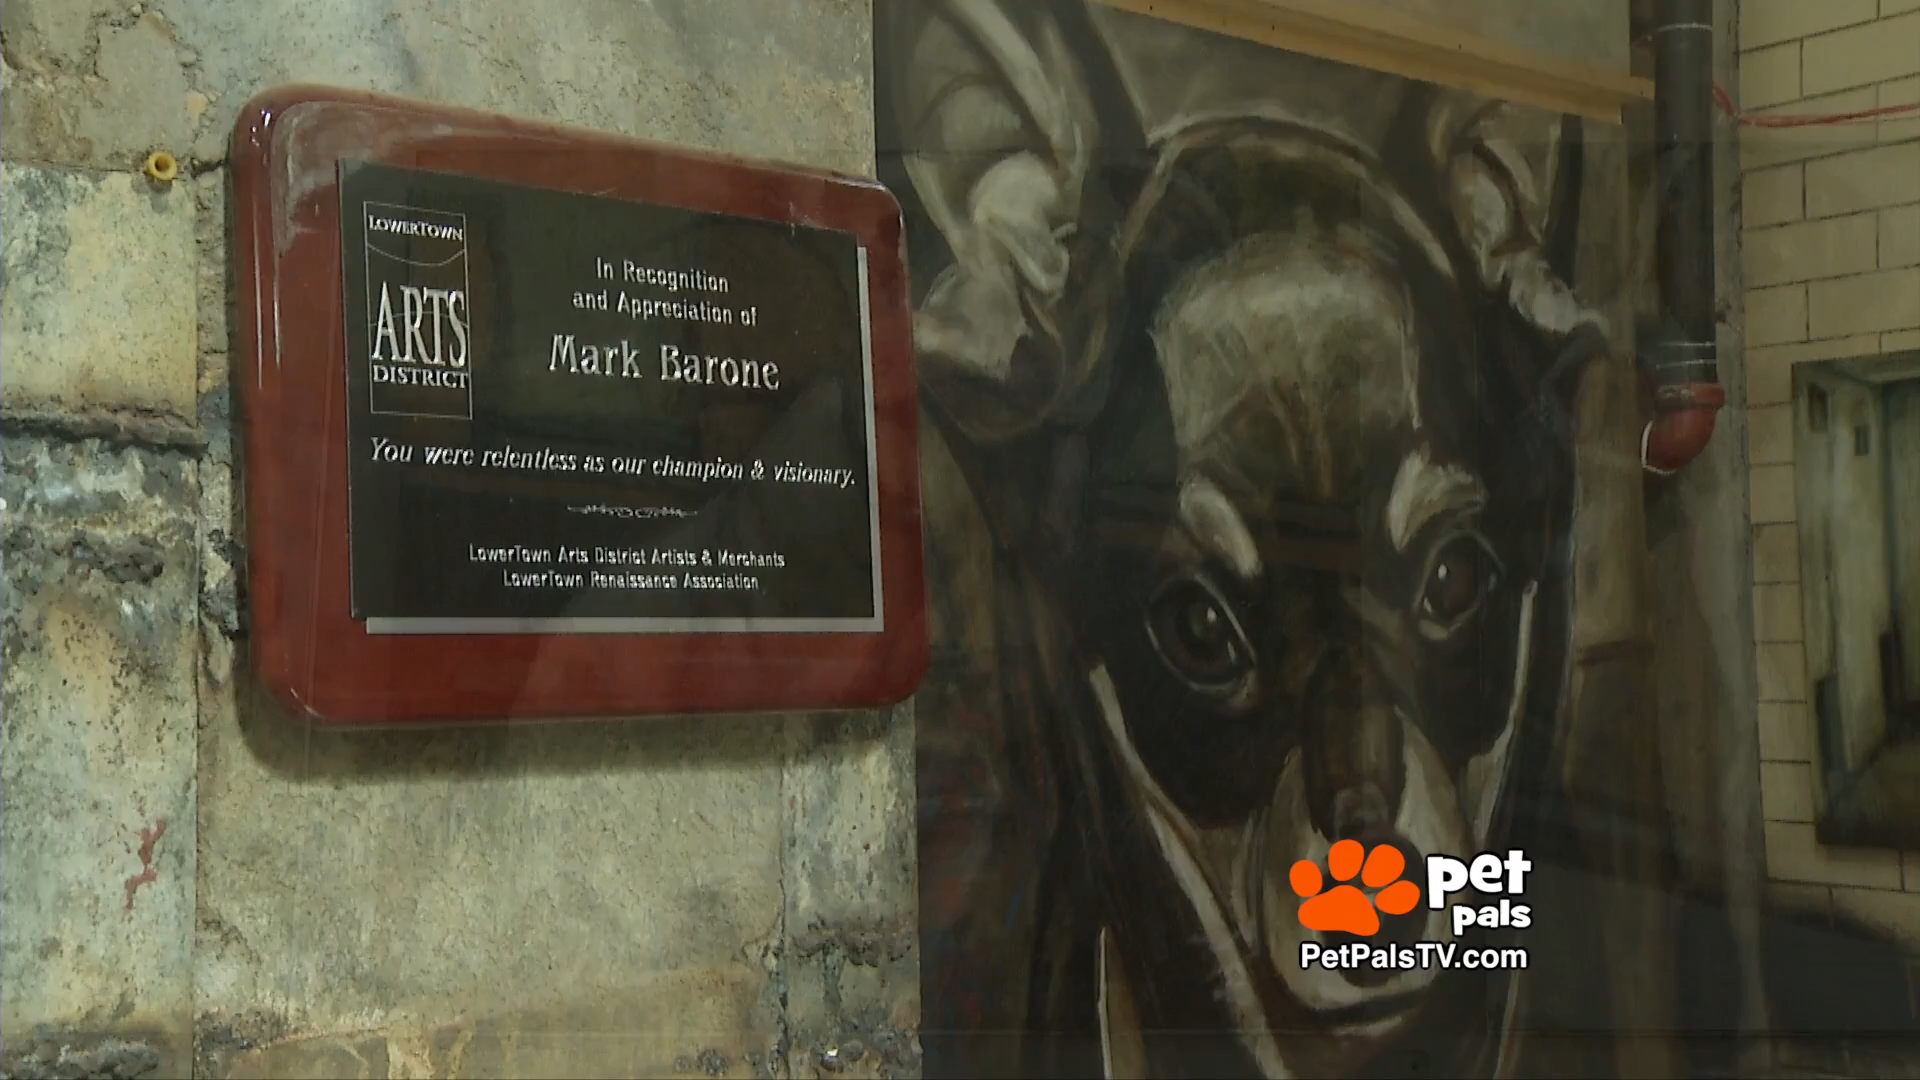 LOWERTOWN
ARTS
DISTRICT
In Recognition
and Appreciation of
Mark Barone
You were relentless as our champion & visionary.
LowerTown Arts District Artists & Merchants
LowerTown Renaissance Association
pet
pals
PetPalsTV.com